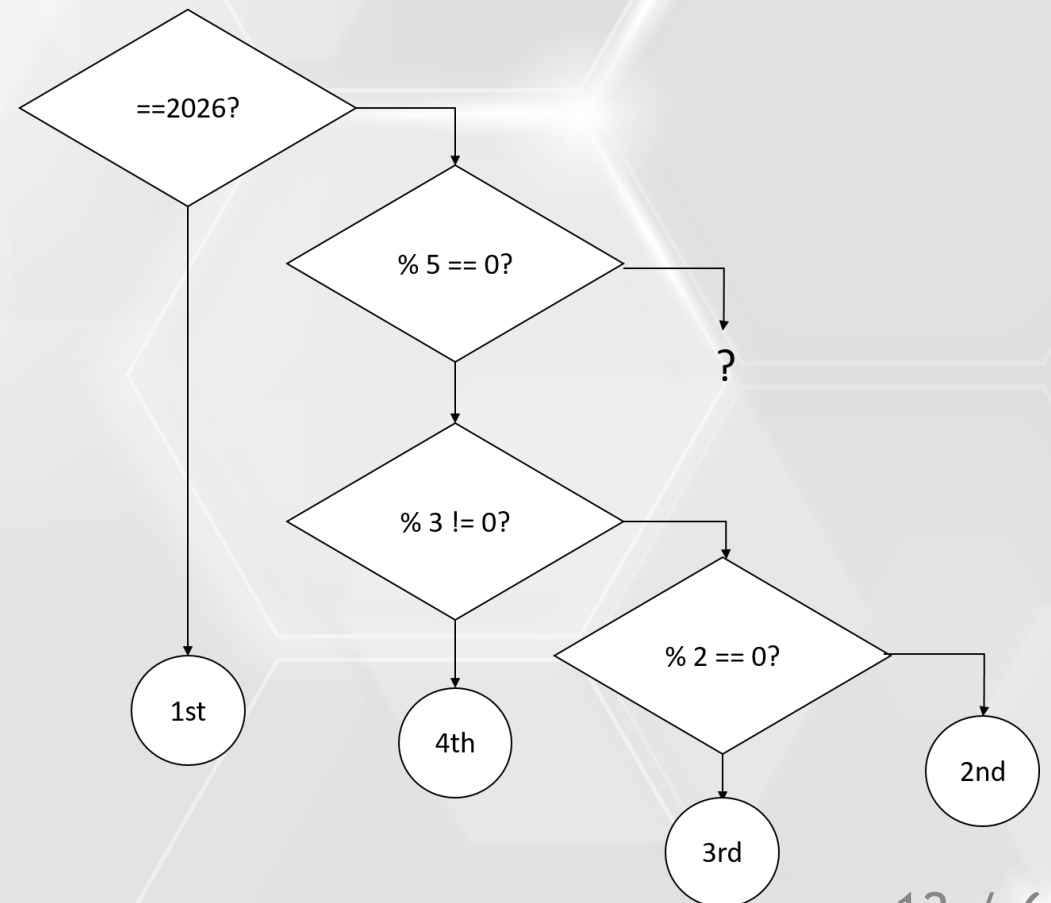 ==2026?
% 5 == 0?
?
% 3 != 0?
% 2 == 0?
1st
4th
2nd
3rd